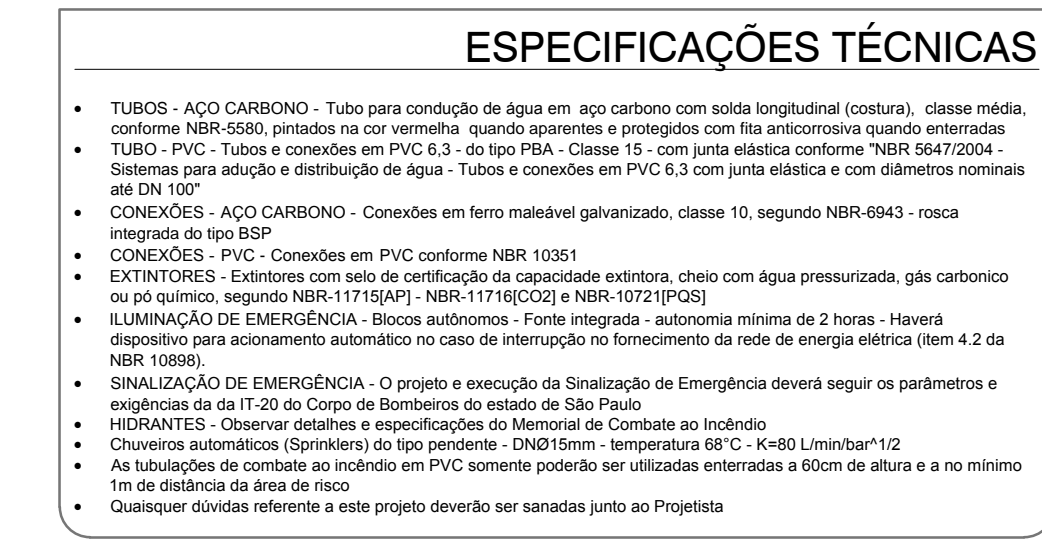 ESPECIFICAÇÕES TÉCNICAS
• TUBOS - AÇO CARBONO - Tubo para condução de água em aço carbono com solda longitudinal (costura), classe média,
conforme NBR-5580, pintados na cor vermelha quando aparentes e protegidos com fita anticorrosiva quando enterradas
• TUBO - PVC - Tubos e conexões em PVC 6,3 - do tipo PBA - Classe 15 - com junta elástica conforme "NBR 5647/2004 -
Sistemas para adução e distribuição de água - Tubos e conexões em PVC 6,3 com junta elástica e com diâmetros nominais
até DN 100"
• CONEXÕES - AÇO CARBONO - Conexões em ferro maleável galvanizado, classe 10, segundo NBR-6943 - rosca
integrada do tipo BSP
• CONEXÕES - PVC - Conexões em PVC conforme NBR 10351
• EXTINTORES - Extintores com selo de certificação da capacidade extintora, cheio com água pressurizada, gás carbonico
ou pó químico, segundo NBR-11715[AP] - NBR-11716[CO2] e NBR-10721[PQS]
• ILUMINAÇÃO DE EMERGÊNCIA - Blocos autônomos - Fonte integrada - autonomia mínima de 2 horas - Haverá
dispositivo para acionamento automático no caso de interrupção no fornecimento da rede de energia elétrica (item 4.2 da
NBR 10898).
• SINALIZAÇÃO DE EMERGÊNCIA - O projeto e execução da Sinalização de Emergência deverá seguir os parâmetros e
exigências da da IT-20 do Corpo de Bombeiros do estado de São Paulo
• HIDRANTES - Observar detalhes e especificações do Memorial de Combate ao Incêndio
• Chuveiros automáticos (Sprinklers) do tipo pendente - DNØ15mm - temperatura 68°C - K=80 L/min/bar^1/2
• As tubulações de combate ao incêndio em PVC somente poderão ser utilizadas enterradas a 60cm de altura e a no mínimo
1m de distância da área de risco
• Quaisquer dúvidas referente a este projeto deverão ser sanadas junto ao Projetista